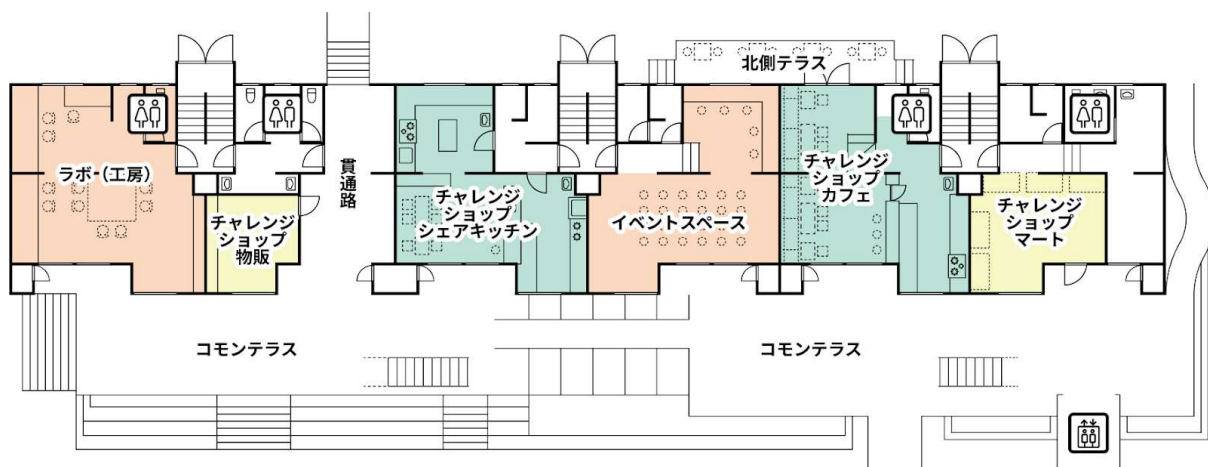 北側テラス
ラボ（工房）
チャレンジ
ショップ
物販
貫通路
チャレンジ
ショップ
シェアキッチン
イベントスペース
チャレンジ
ショップ
カフェ
チャレンジ
ショップ
マート
コモンテラス
コモンテラス